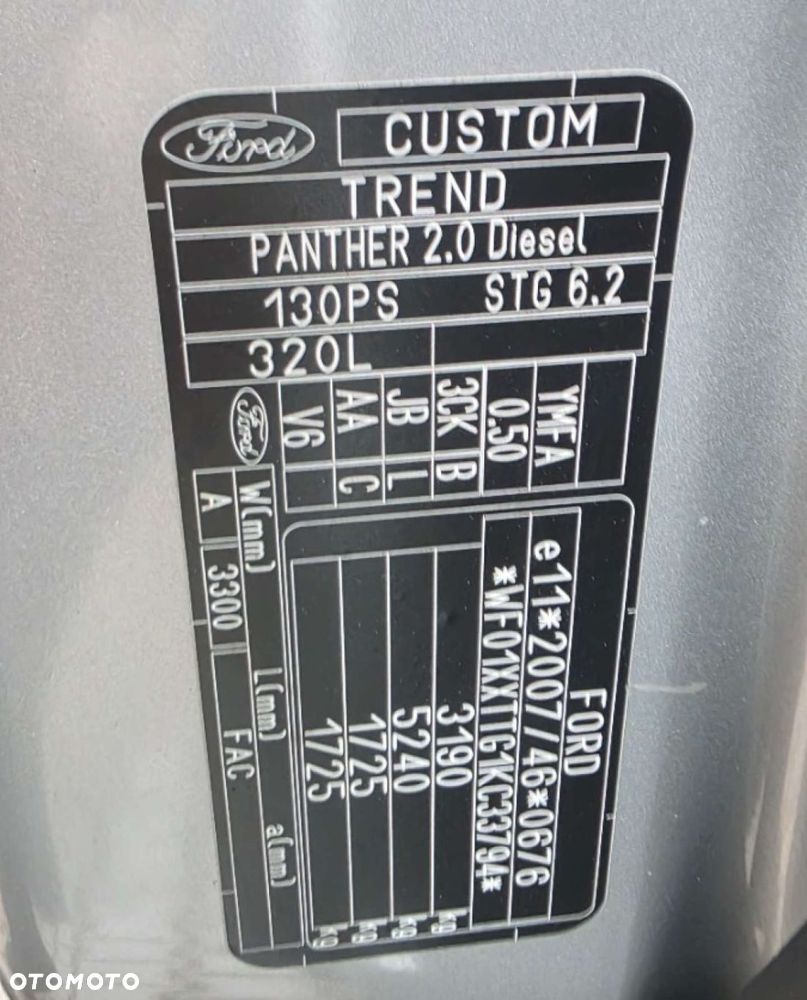 Ford
CUSTOM
TREND
PANTHER 2.0 Diesel
130PS STG 6.2
320L
YMFA
0.50
3CK B
JB L
AA C
V6
Ford
FORD
e11*2007/46*0676
*WF01XXTTG1KC33794*
3190 kg
5240 kg
1725 kg
1725 kg
W(mm) L(mm) a(mm)
A 3300 FAC
OTOMOTO